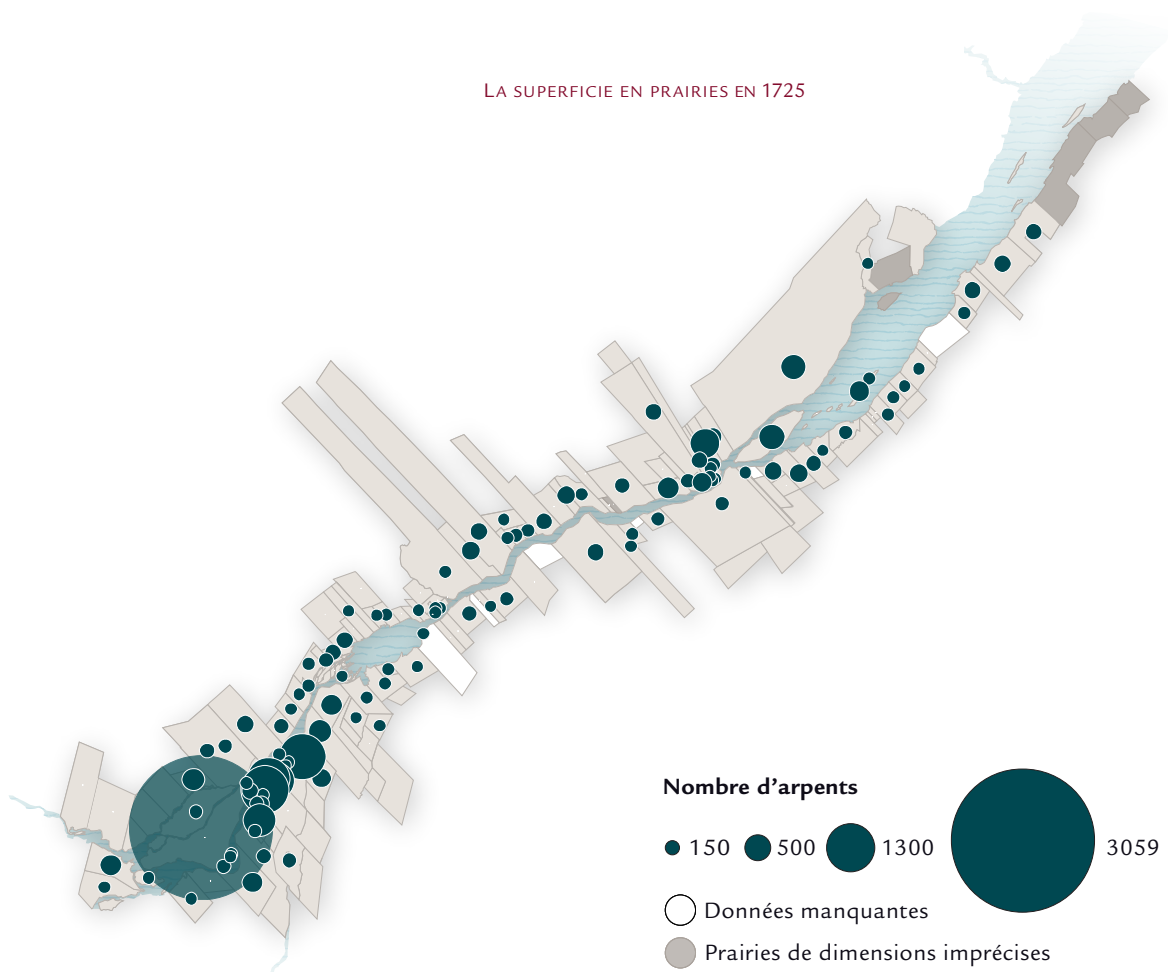 LA SUPERFICIE EN PRAIRIES EN 1725
Nombre d’arpents
150 500 1300 3059
Données manquantes
Prairies de dimensions imprécises